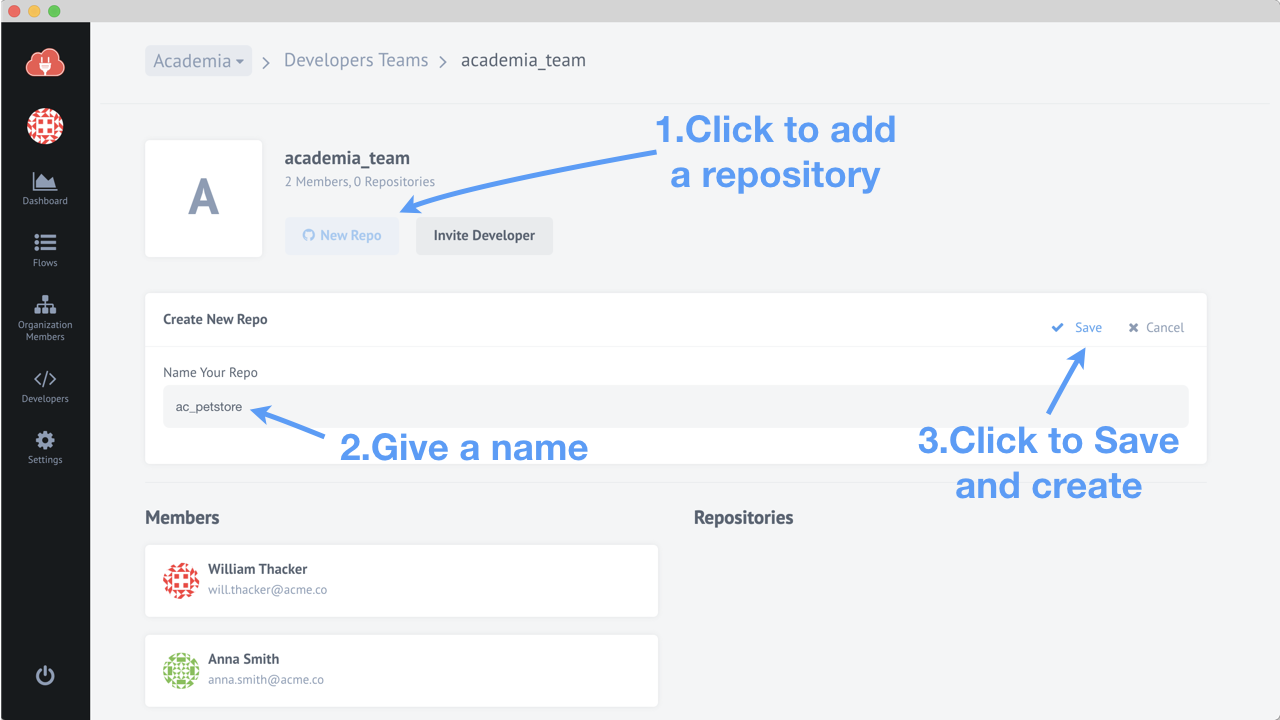 Academia
Developers Teams
academia_team
1.Click to add
a repository
A
academia_team
2 Members, 0 Repositories
New Repo
Invite Developer
Dashboard
Flows
Organization
Members
Developers
Settings
Create New Repo
Save
Cancel
Name Your Repo
ac_petstore
2.Give a name
3.Click to Save
and create
Members
Repositories
William Thacker
will.thacker@acme.co
Anna Smith
anna.smith@acme.co